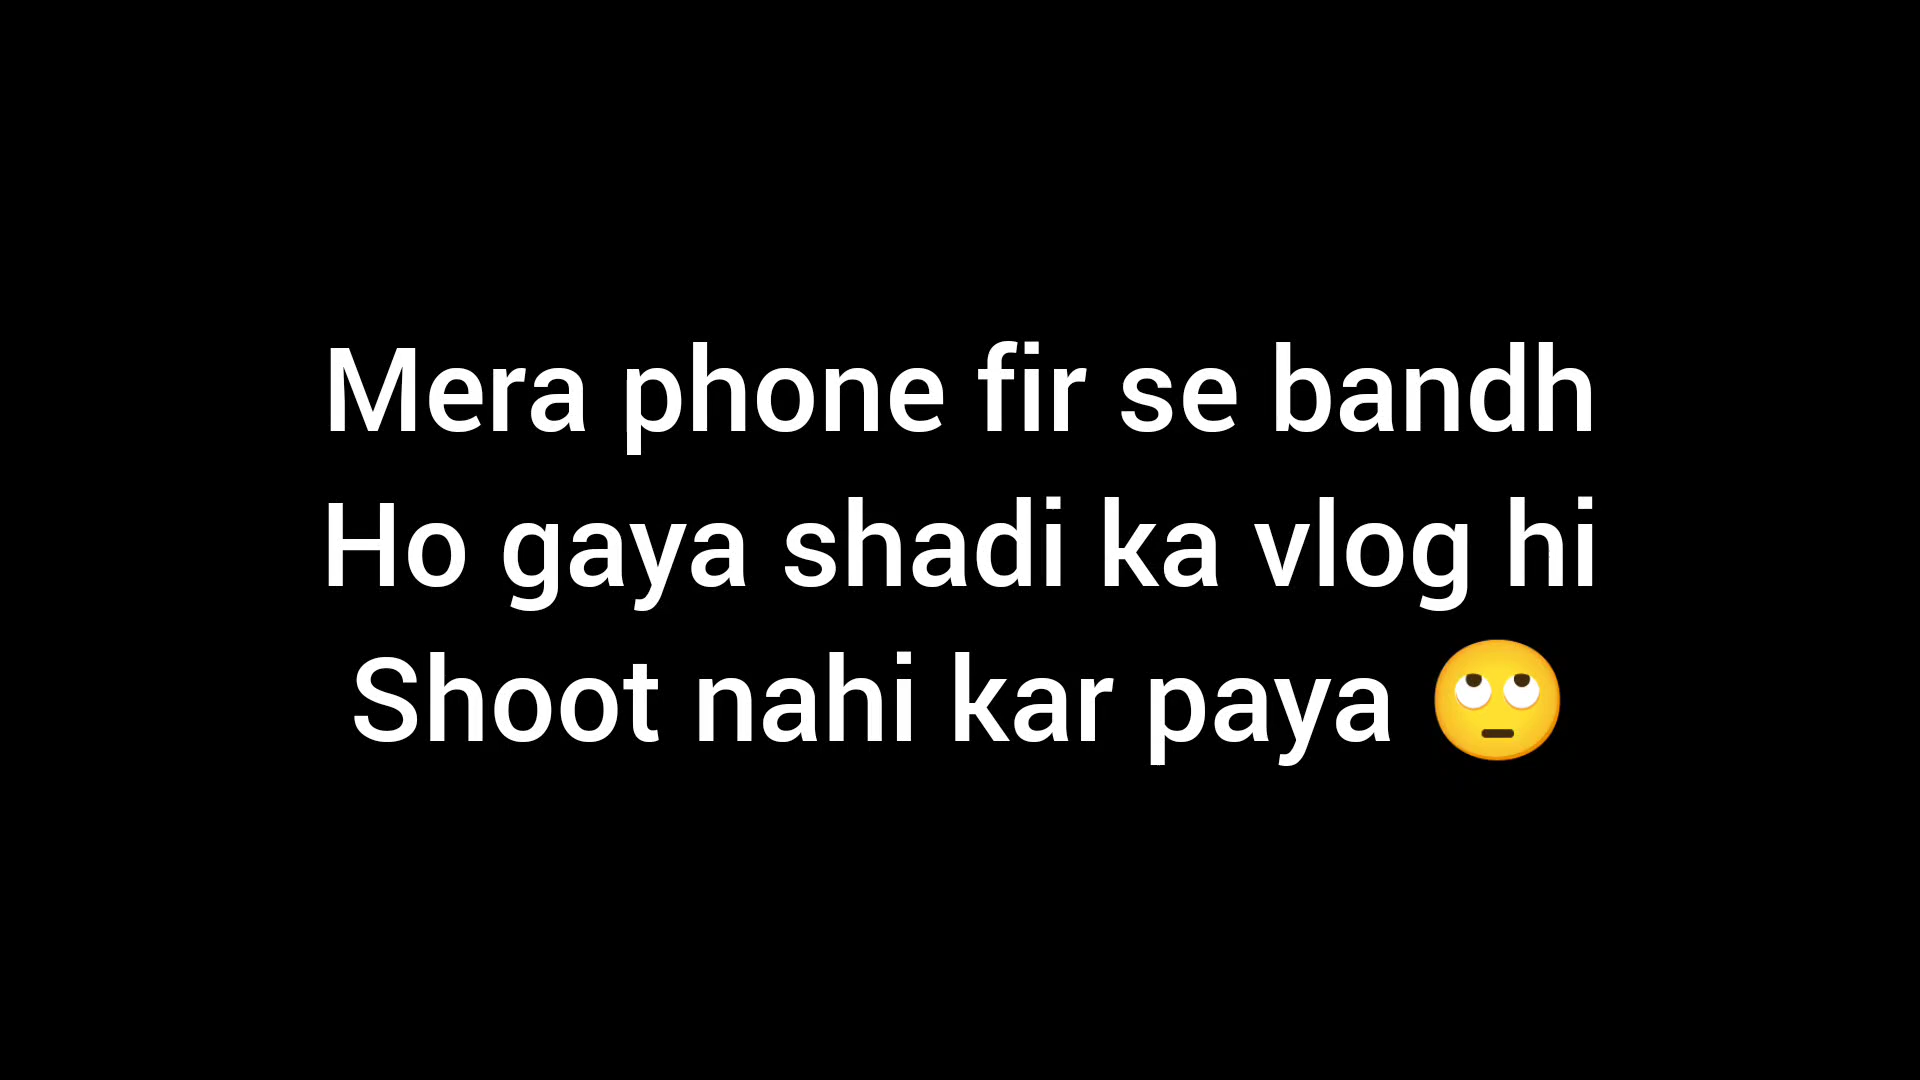 Mera phone fir se bandh
Ho gaya shadi ka vlog hi
Shoot nahi kar paya 🙄